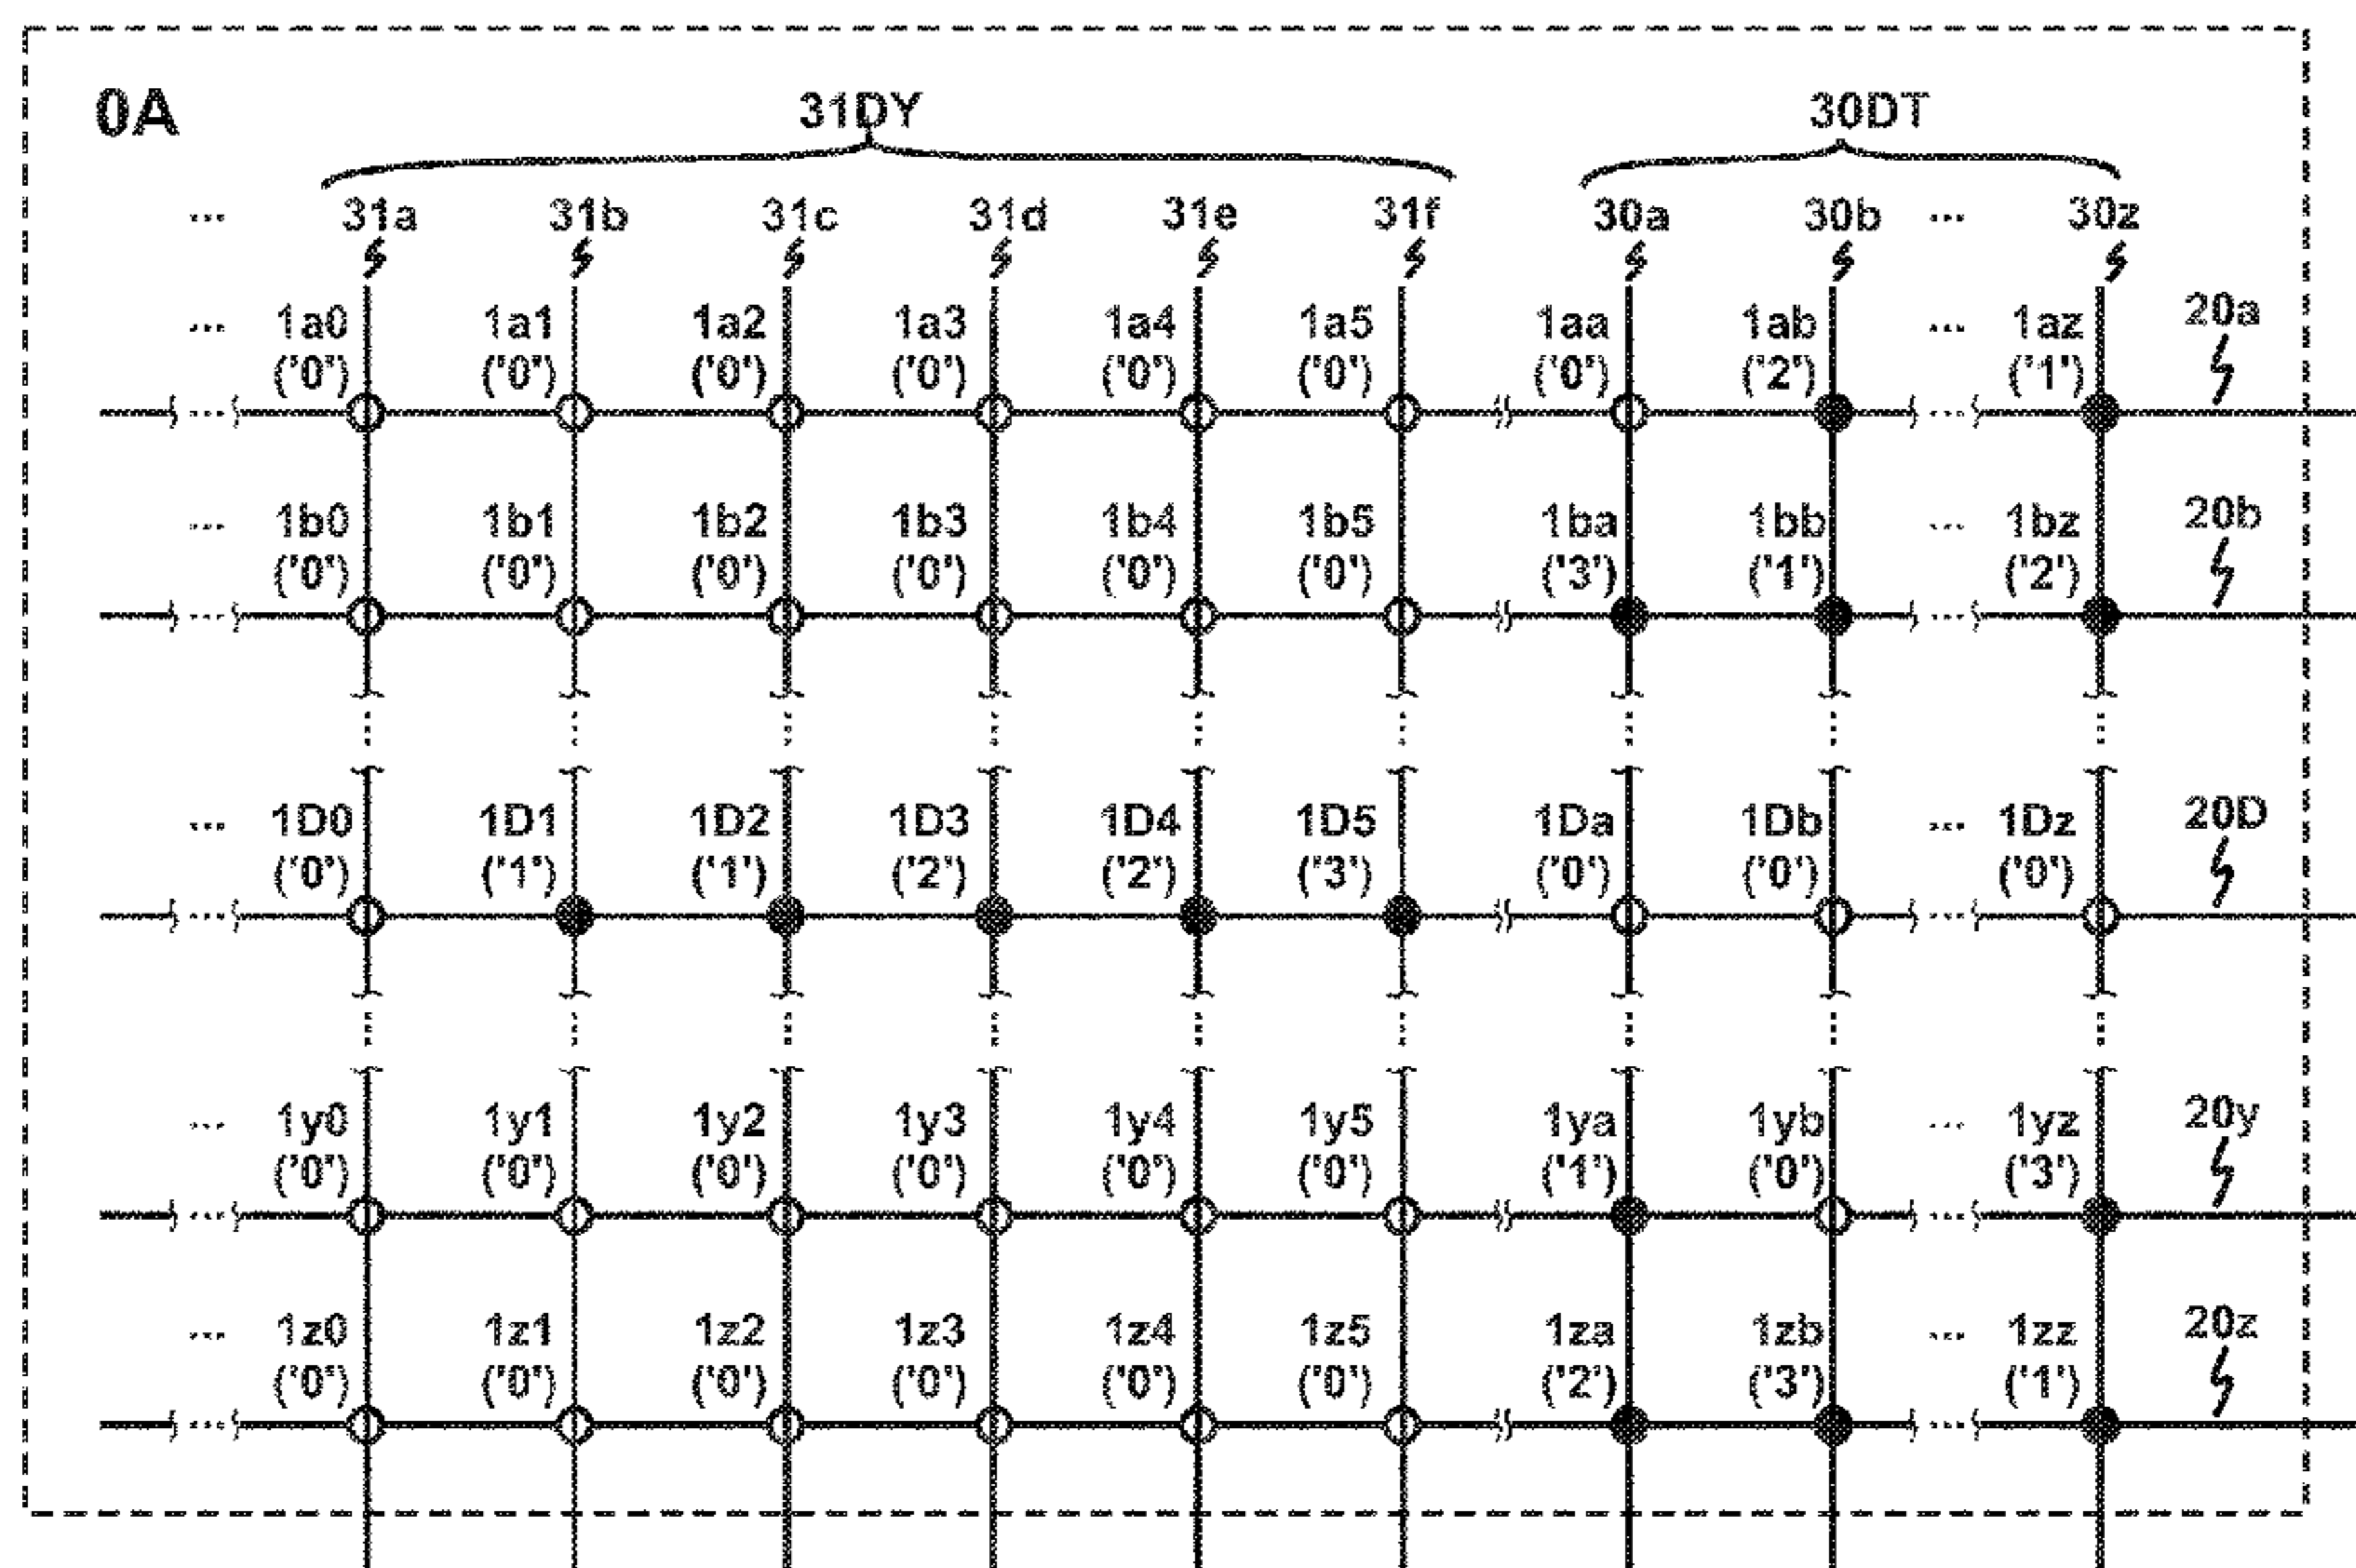 0A
31DY 30DT
... 31a 31b 31c 31d 31e 31f 30a 30b ... 30z
... 1a0 1a1 1a2 1a3 1a4 1a5 1aa 1ab ... 1az 20a
('0') ('0') ('0') ('0') ('0') ('0') ('0') ('2') ('1')
... ...
... 1b0 1b1 1b2 1b3 1b4 1b5 1ba 1bb ... 1bz 20b
('0') ('0') ('0') ('0') ('0') ('0') ('3') ('1') ('2')
... ...
... 1D0 1D1 1D2 1D3 1D4 1D5 1Da 1Db ... 1Dz 20D
('0') ('1') ('1') ('2') ('2') ('3') ('0') ('0') ('0')
... ...
... 1y0 1y1 1y2 1y3 1y4 1y5 1ya 1yb ... 1yz 20y
('0') ('0') ('0') ('0') ('0') ('0') ('1') ('0') ('3')
... ...
... 1z0 1z1 1z2 1z3 1z4 1z5 1za 1zb ... 1zz 20z
('0') ('0') ('0') ('0') ('0') ('0') ('2') ('3') ('1')
... ...